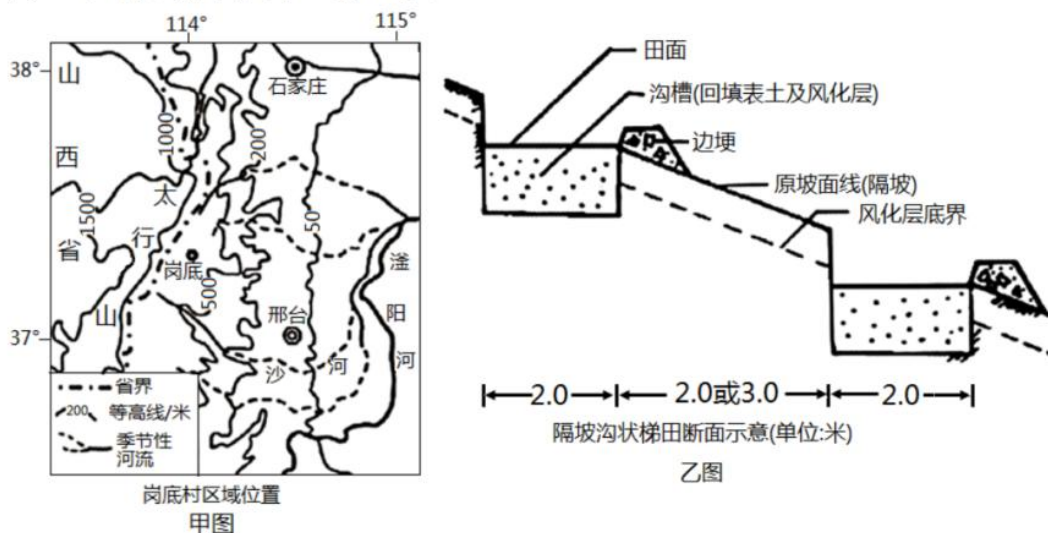 114°
115°
38°
37°
山
西
省
石家庄
1000
200
1500
太
行
山
50
岗底
500
邢台
滏
阳
河
沙
河
省界
200 等高线/米
季节性
河流
岗底村区域位置
甲图
田面
沟槽(回填表土及风化层)
边埂
原坡面线(隔坡)
风化层底界
2.0
2.0或3.0
2.0
隔坡沟状梯田断面示意(单位:米)
乙图